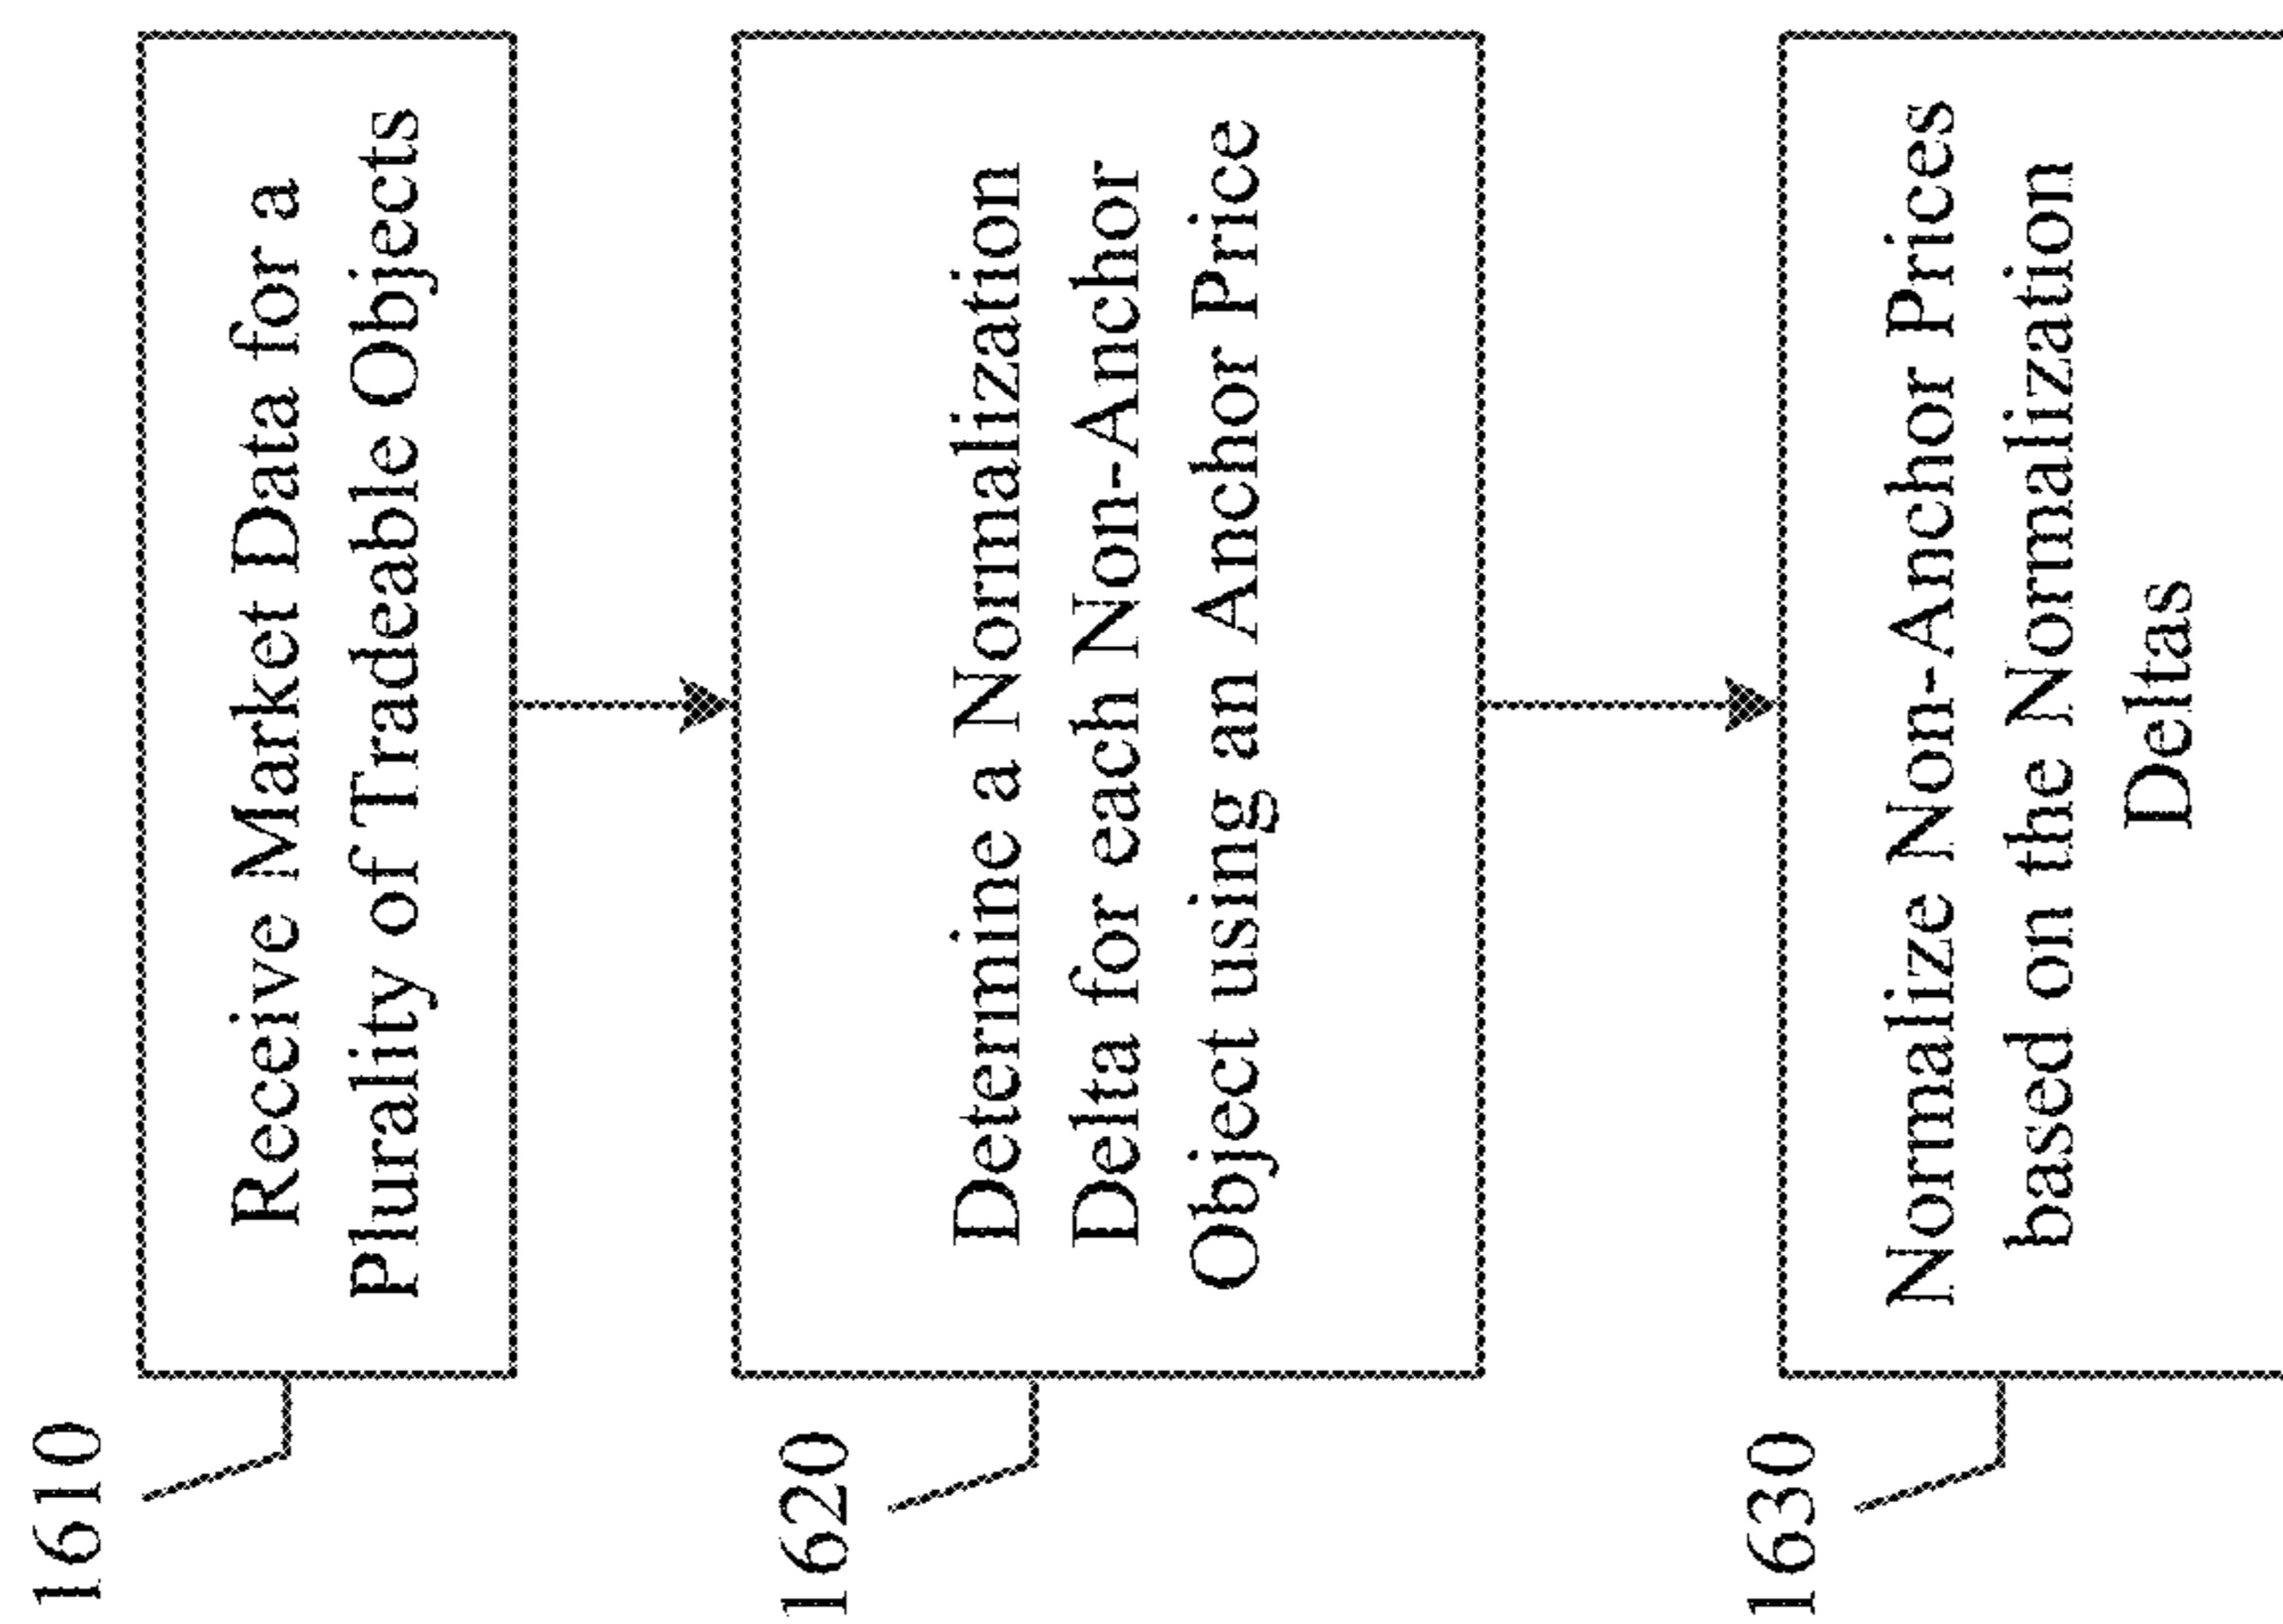 1610
Receive Market Data for a
Plurality of Tradeable Objects
1620
Determine a Normalization
Delta for each Non-Anchor
Object using an Anchor Price
1630
Normalize Non-Anchor Prices
based on the Normalization
Deltas